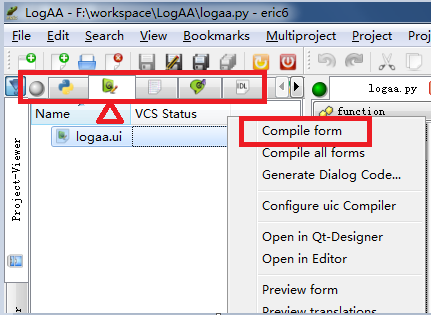 LogAA - F:\workspace\LogAA\logaa.py - eric6
File Edit Search View Bookmarks Multiproject Project
IDL
logaa.py
function
Name VCS Status
logaa.ui
Project-Viewer
Compile form
Compile all forms
Generate Dialog Code...
Configure uic Compiler
Open in Qt-Designer
Open in Editor
Preview form
Preview translations